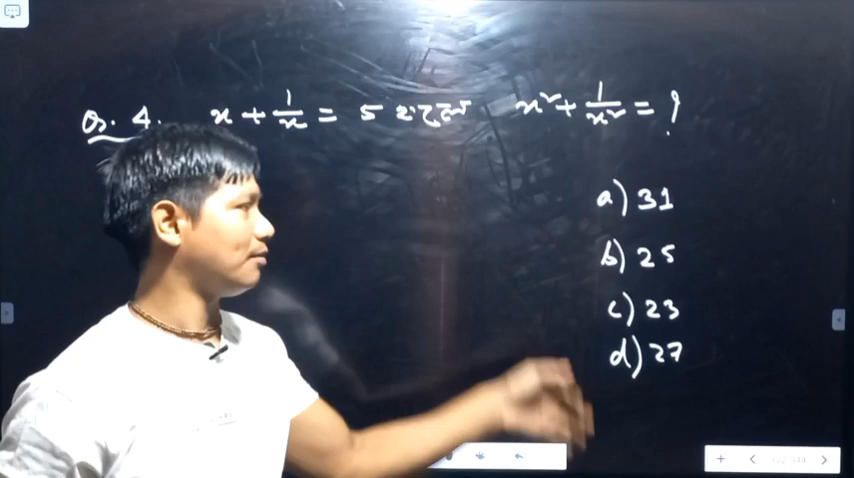 Q. 4. x + 1/x = 5 হলে x² + 1/x² = ?
a) 31
b) 25
c) 23
d) 27